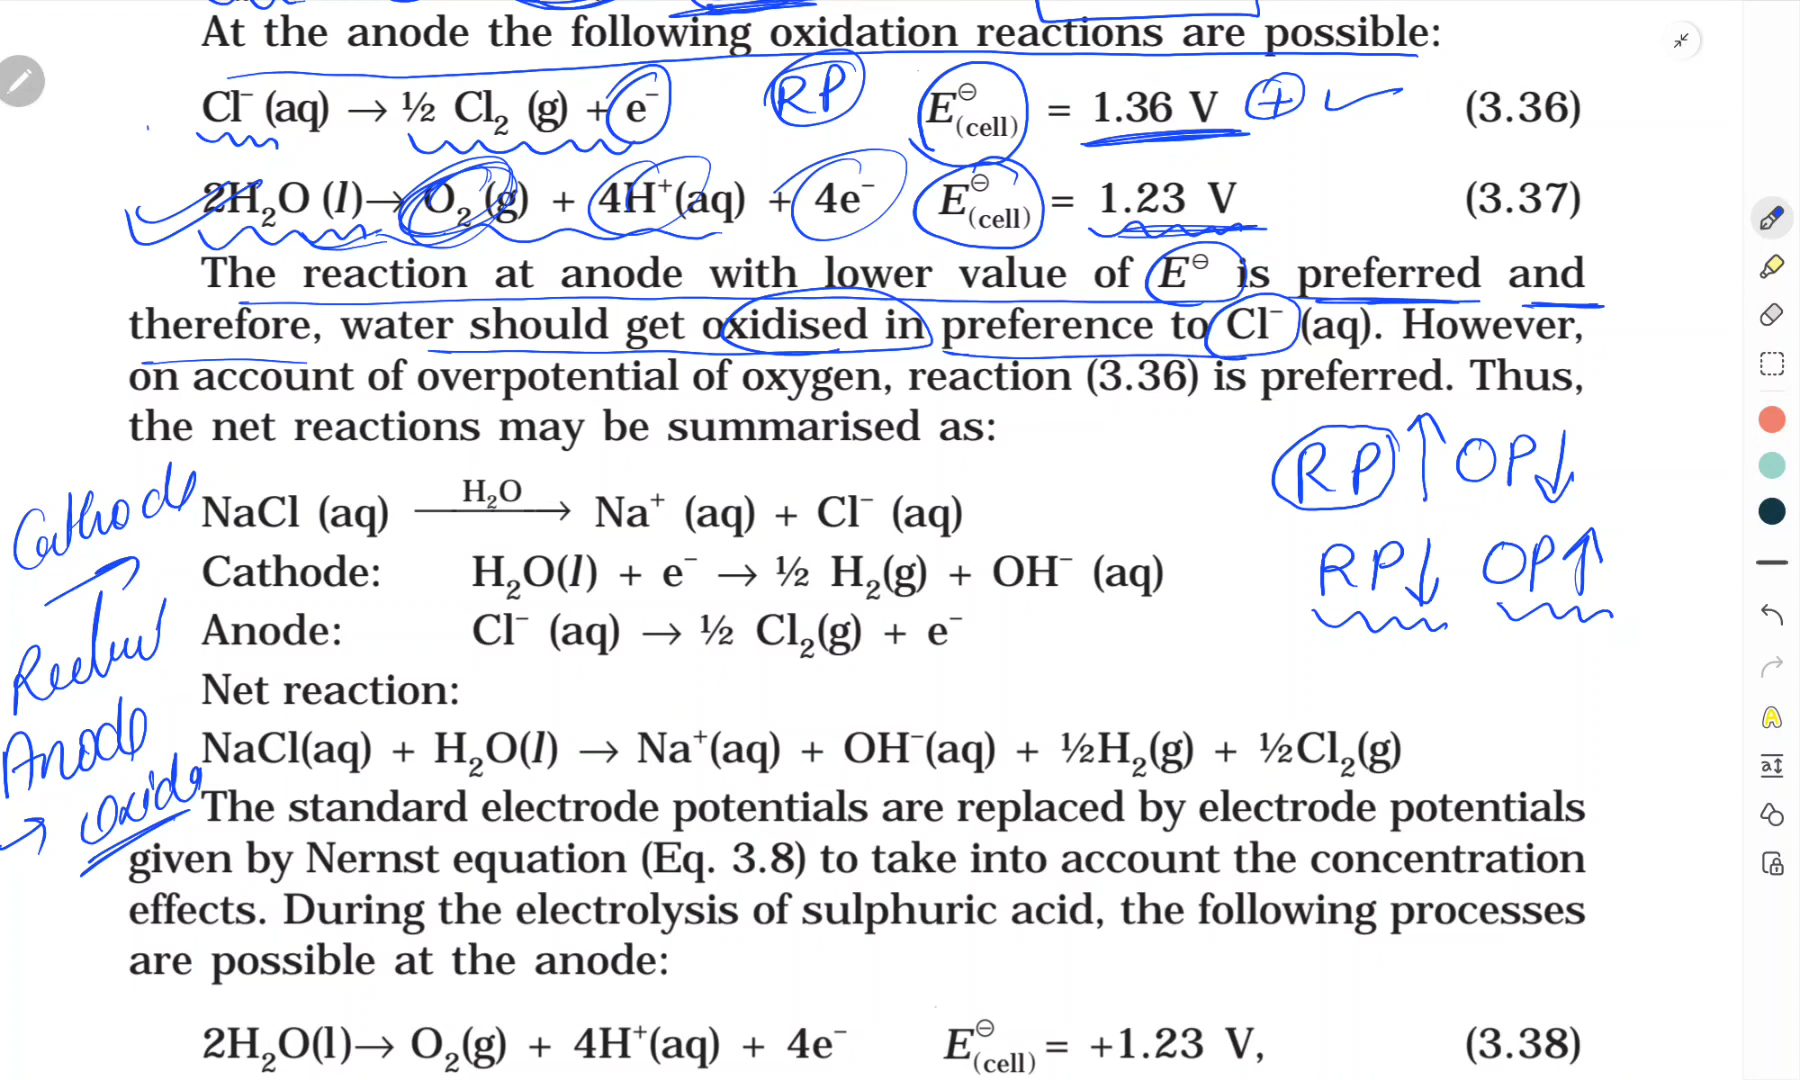 At the anode the following oxidation reactions are possible:
Cl⁻ (aq) → ½ Cl₂ (g) + e⁻ RP E⊖(cell) = 1.36 V + (3.36)
2H₂O (l)→ O₂ (g) + 4H⁺(aq) + 4e⁻ E⊖(cell) = 1.23 V (3.37)
The reaction at anode with lower value of E⊖ is preferred and
therefore, water should get oxidised in preference to Cl⁻ (aq). However,
on account of overpotential of oxygen, reaction (3.36) is preferred. Thus,
the net reactions may be summarised as:
RP ↑ OP ↓
Cathode
NaCl (aq) H₂O→ Na⁺ (aq) + Cl⁻ (aq)
Cathode: H₂O(l) + e⁻ → ½ H₂(g) + OH⁻ (aq)
RP ↓ OP ↑
Anode: Cl⁻ (aq) → ½ Cl₂(g) + e⁻
Net reaction:
Anode
NaCl(aq) + H₂O(l) → Na⁺(aq) + OH⁻(aq) + ½H₂(g) + ½Cl₂(g)
→ Oxida
The standard electrode potentials are replaced by electrode potentials
given by Nernst equation (Eq. 3.8) to take into account the concentration
effects. During the electrolysis of sulphuric acid, the following processes
are possible at the anode:
2H₂O(l)→ O₂(g) + 4H⁺(aq) + 4e⁻ E⊖(cell) = +1.23 V, (3.38)